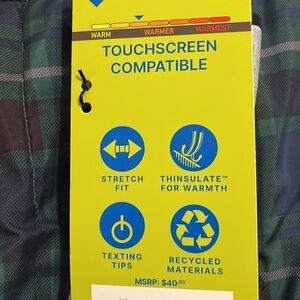 WARM WARMER WARMEST
TOUCHSCREEN
COMPATIBLE
STRETCH
FIT
THINSULATE™
FOR WARMTH
TEXTING
TIPS
RECYCLED
MATERIALS
MSRP: $40.00